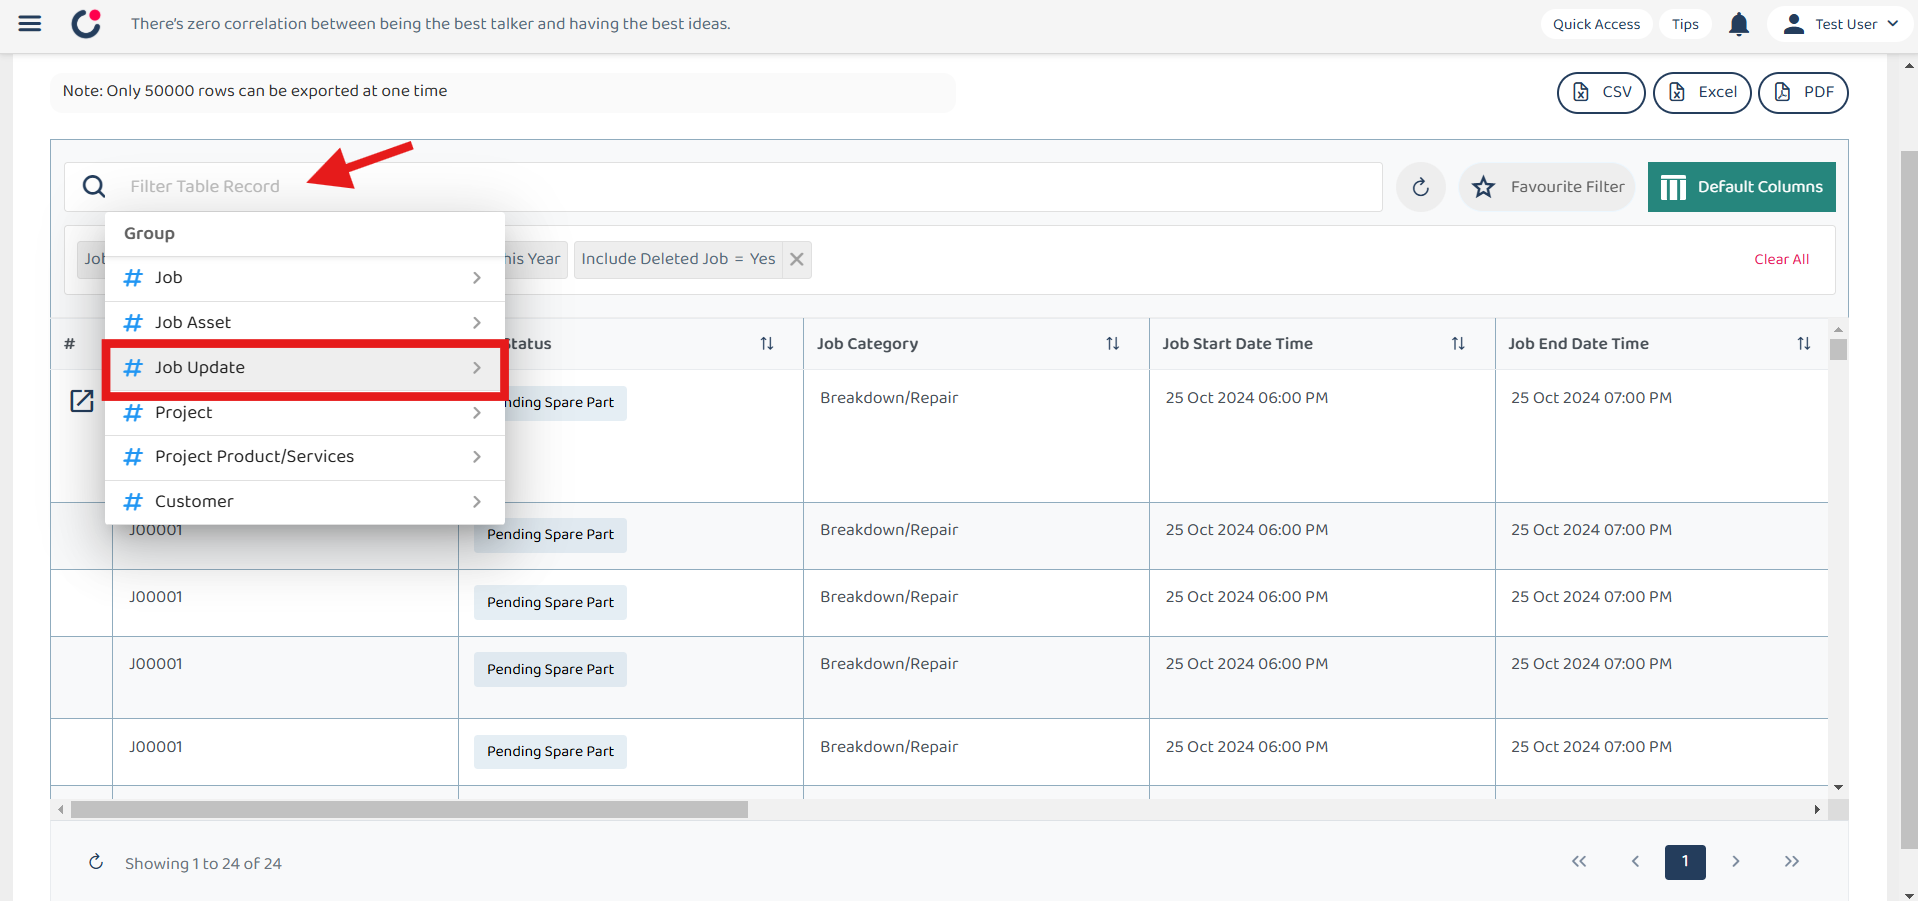 There's zero correlation between being the best talker and having the best ideas.
Quick Access
Tips
Test User
Note: Only 50000 rows can be exported at one time
CSV
Excel
PDF
Filter Table Record
Favourite Filter
Default Columns
Group
Job
Job Asset
Job Update
Project
Project Product/Services
Customer
his Year
Include Deleted Job = Yes
Clear All
#
Status
Job Category
Job Start Date Time
Job End Date Time
nding Spare Part
Breakdown/Repair
25 Oct 2024 06:00 PM
25 Oct 2024 07:00 PM
J00001
Pending Spare Part
Breakdown/Repair
25 Oct 2024 06:00 PM
25 Oct 2024 07:00 PM
J00001
Pending Spare Part
Breakdown/Repair
25 Oct 2024 06:00 PM
25 Oct 2024 07:00 PM
J00001
Pending Spare Part
Breakdown/Repair
25 Oct 2024 06:00 PM
25 Oct 2024 07:00 PM
J00001
Pending Spare Part
Breakdown/Repair
25 Oct 2024 06:00 PM
25 Oct 2024 07:00 PM
Showing 1 to 24 of 24
1